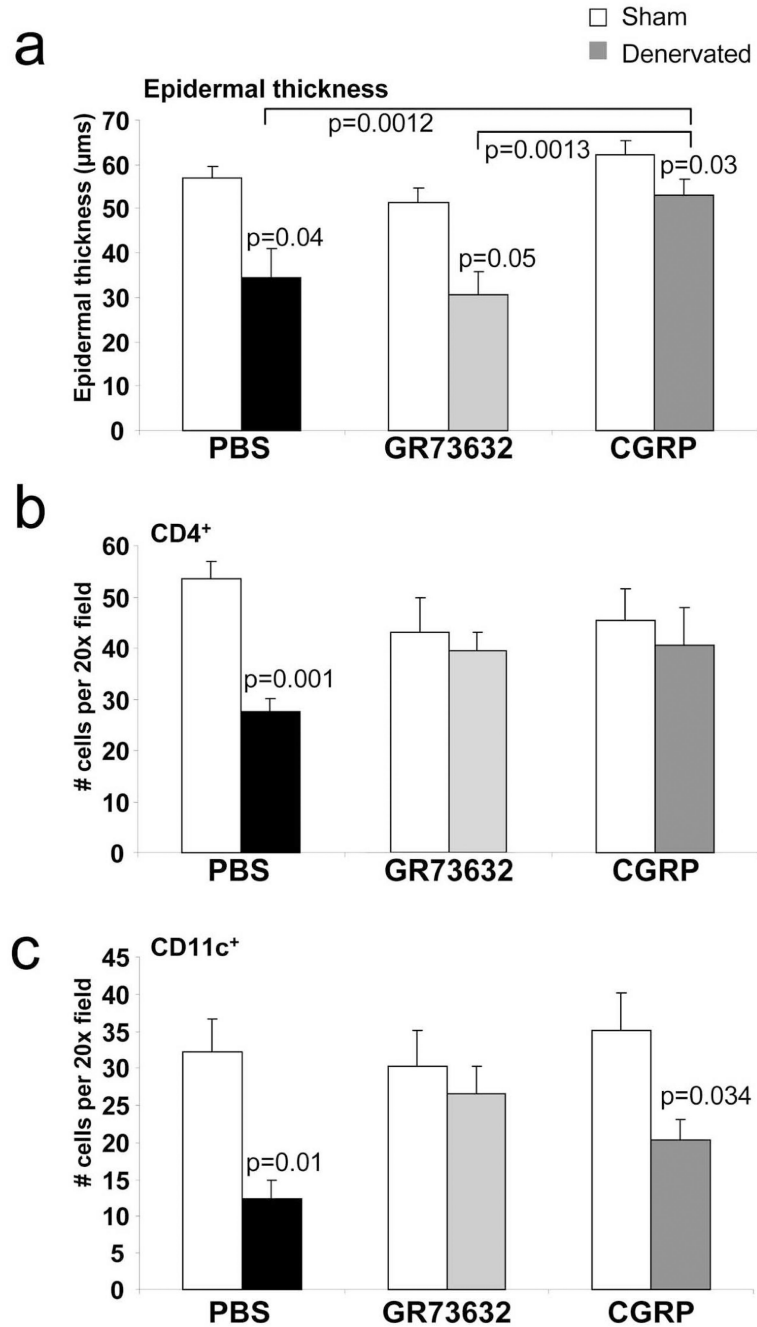 Sham
Denervated
a
Epidermal thickness
p=0.0012
p=0.0013
p=0.03
p=0.04
p=0.05
Epidermal thickness (µms)
70
60
50
40
30
20
10
0
PBS GR73632 CGRP
b
CD4⁺
p=0.001
# cells per 20x field
60
50
40
30
20
10
0
PBS GR73632 CGRP
c
CD11c⁺
p=0.034
p=0.01
# cells per 20x field
45
40
35
30
25
20
15
10
5
0
PBS GR73632 CGRP